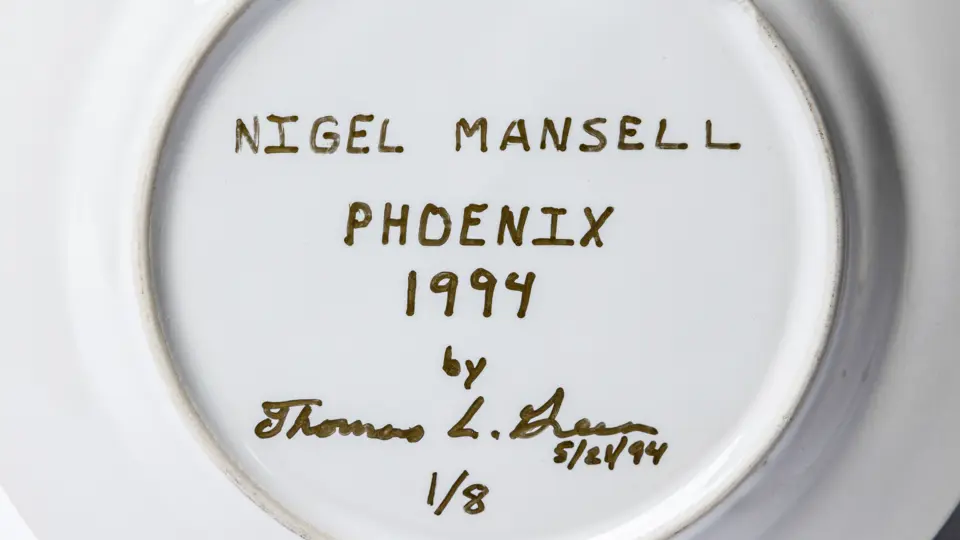 NIGEL MANSELL
PHOENIX
1994
by
Thomas L. Green
5/21/94
1/8